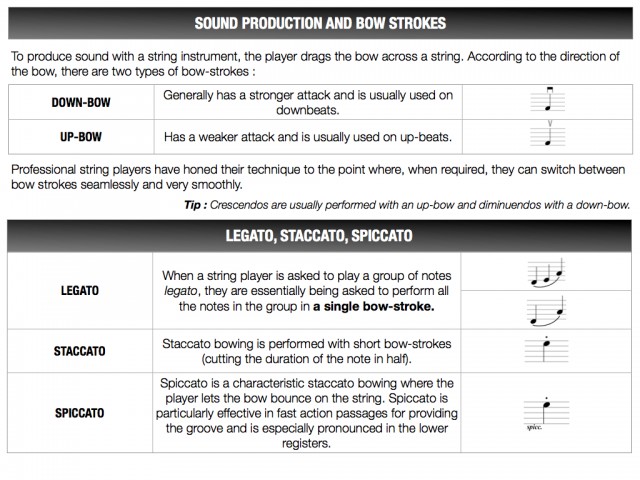 SOUND PRODUCTION AND BOW STROKES
To produce sound with a string instrument, the player drags the bow across a string. According to the direction of
the bow, there are two types of bow-strokes :
DOWN-BOW
Generally has a stronger attack and is usually used on
downbeats.
UP-BOW
Has a weaker attack and is usually used on up-beats.
Professional string players have honed their technique to the point where, when required, they can switch between
bow strokes seamlessly and very smoothly.
Tip : Crescendos are usually performed with an up-bow and diminuendos with a down-bow.
LEGATO, STACCATO, SPICCATO
LEGATO
When a string player is asked to play a group of notes
legato, they are essentially being asked to perform all
the notes in the group in a single bow-stroke.
STACCATO
Staccato bowing is performed with short bow-strokes
(cutting the duration of the note in half).
SPICCATO
Spiccato is a characteristic staccato bowing where the
player lets the bow bounce on the string. Spiccato is
particularly effective in fast action passages for providing
the groove and is especially pronounced in the lower
registers.
spicc.